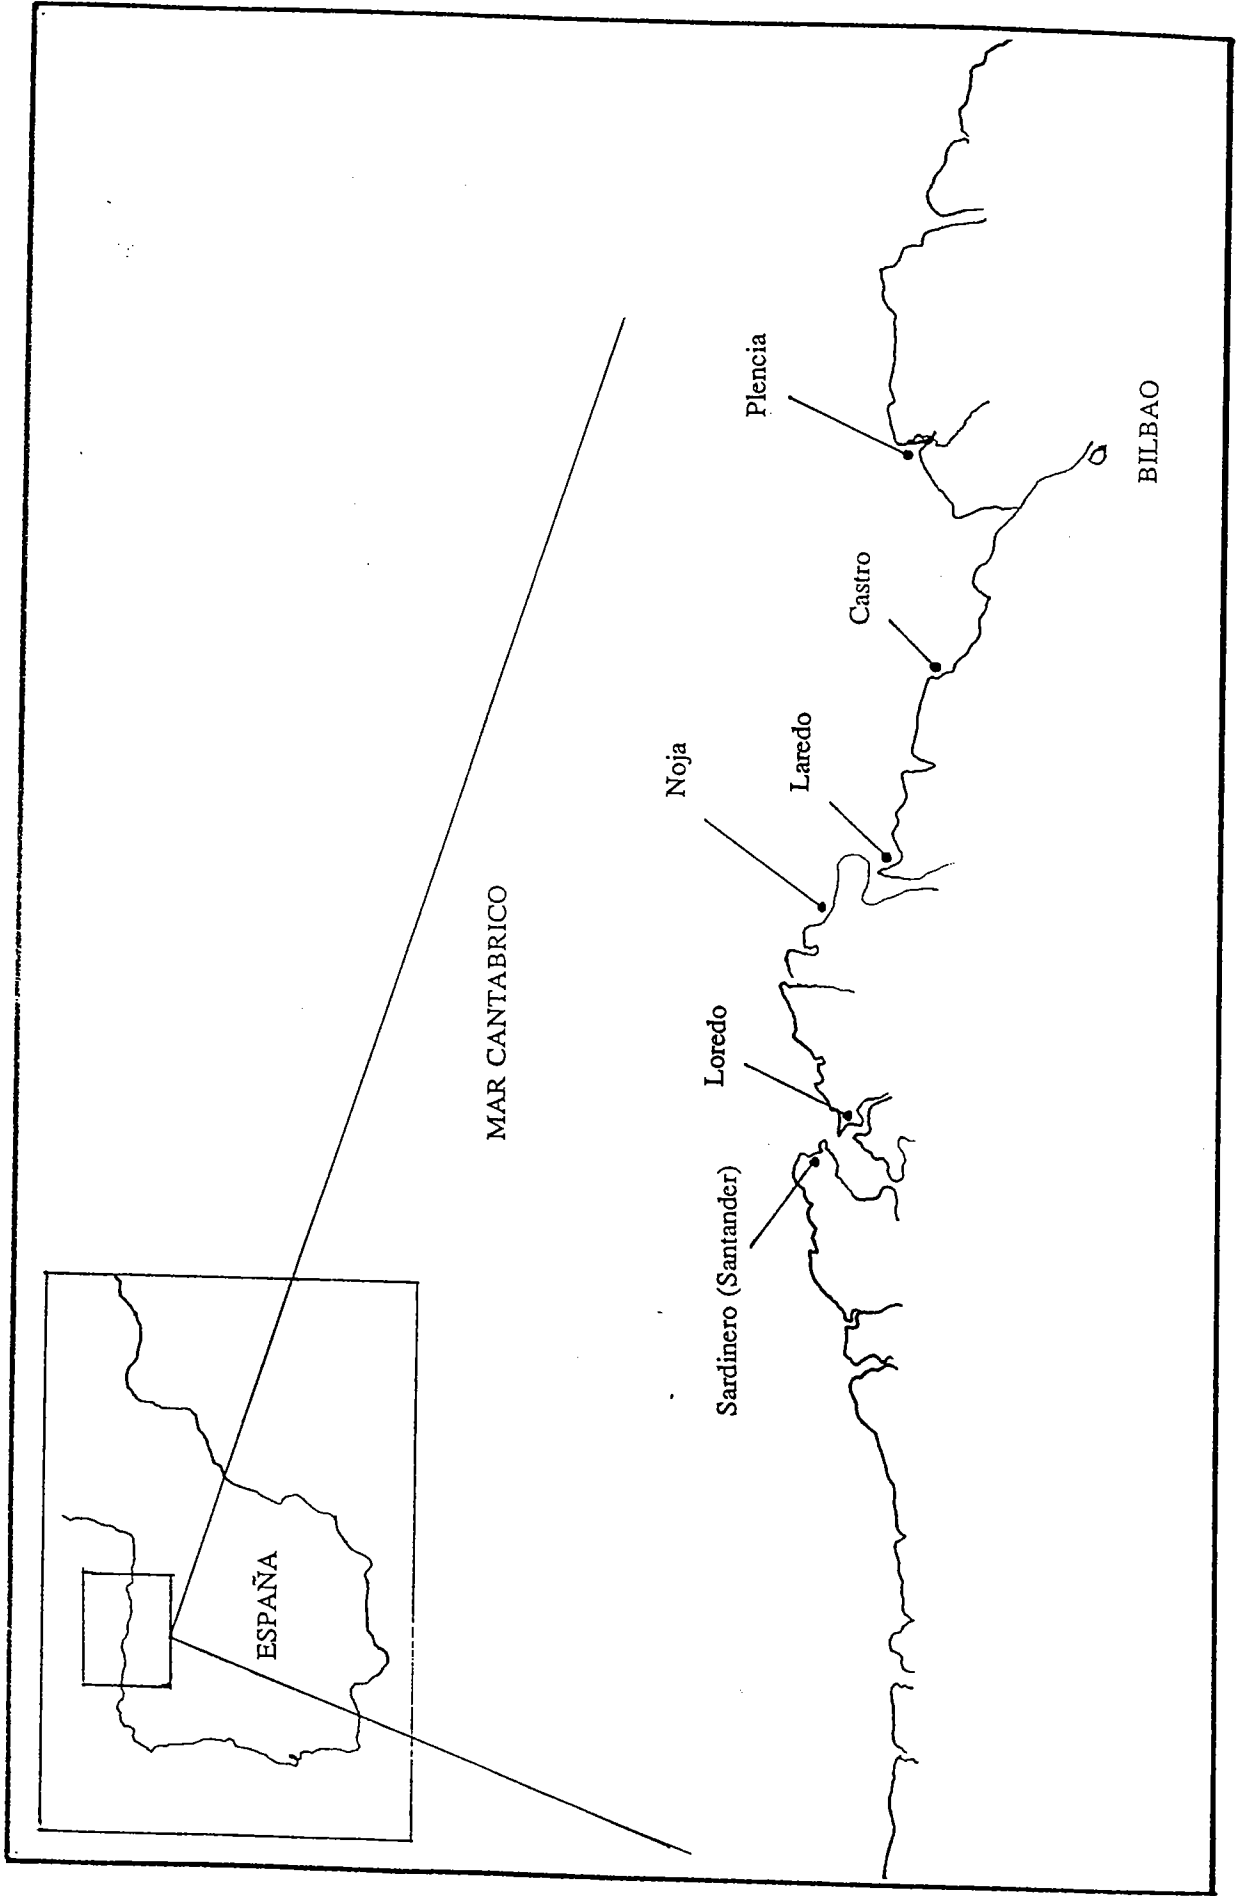 ESPAÑA
MAR CANTABRICO
Sardinero (Santander)
Loredo
Noja
Laredo
Castro
Plencia
BILBAO